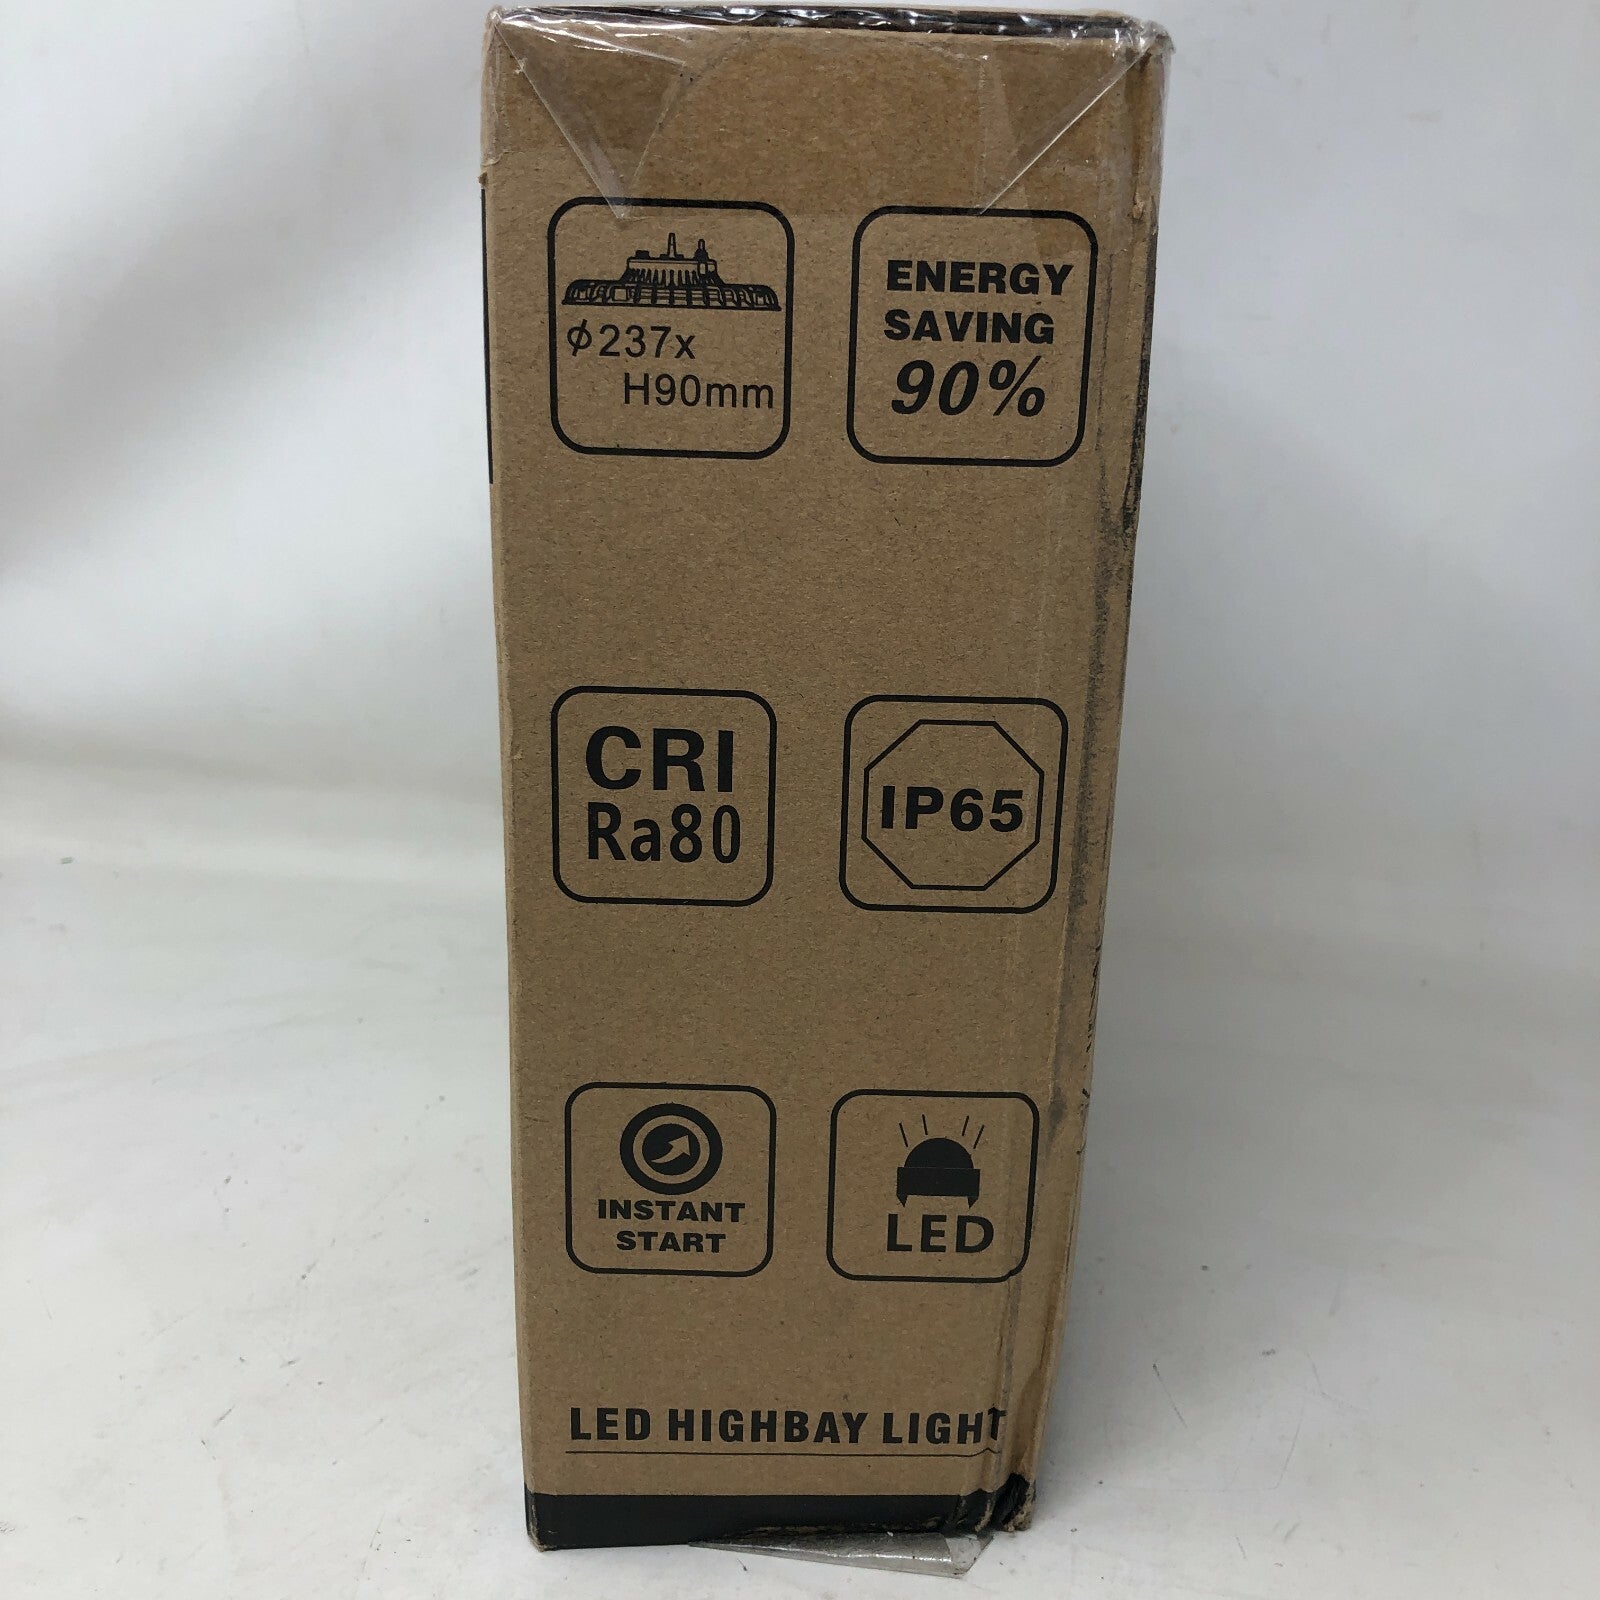 ϕ237x
H90mm
ENERGY
SAVING
90%
CRI
Ra80
IP65
INSTANT
START
LED
LED HIGHBAY LIGHT